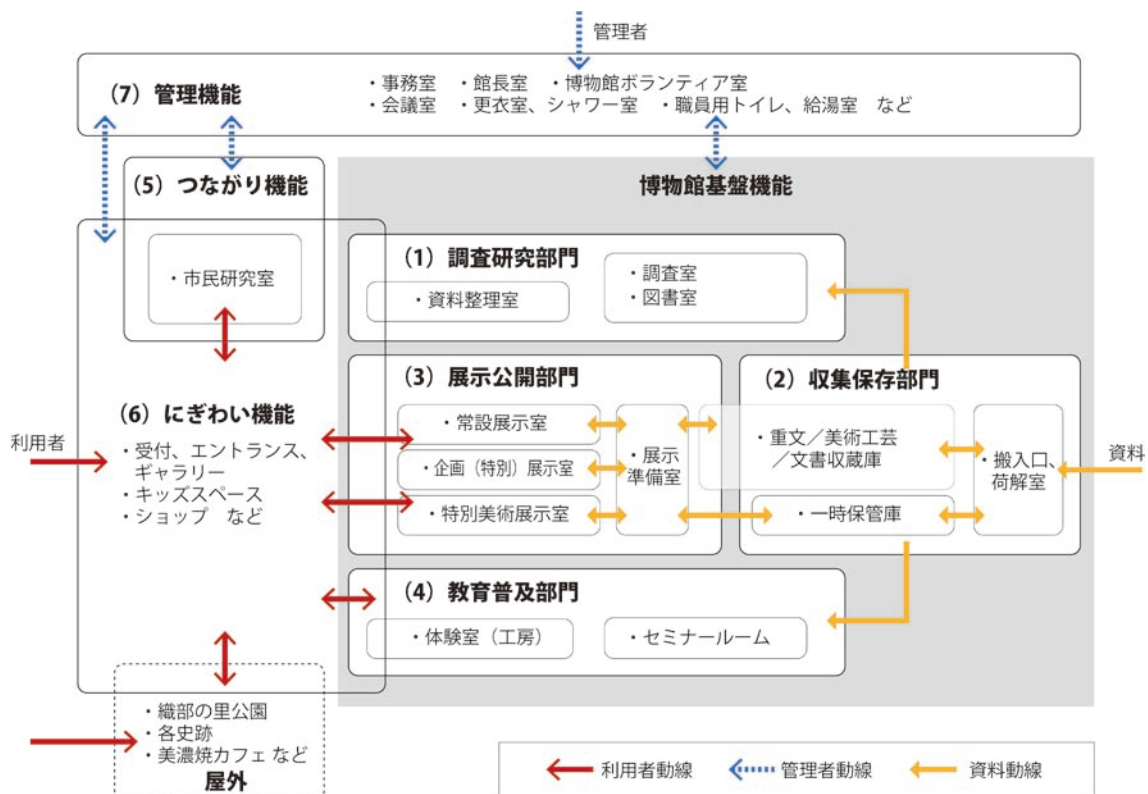 管理者
(7) 管理機能
・事務室 ・館長室 ・博物館ボランティア室
・会議室 ・更衣室、シャワー室 ・職員用トイレ、給湯室 など
(5) つながり機能
・市民研究室
博物館基盤機能
(1) 調査研究部門
・資料整理室
・調査室
・図書室
(3) 展示公開部門
・常設展示室
・企画（特別）展示室
・特別美術展示室
・展示
準備室
(2) 収集保存部門
・重文／美術工芸
／文書収蔵庫
・一時保管庫
・搬入口、
荷解室
資料
利用者
(6) にぎわい機能
・受付、エントランス、
ギャラリー
・キッズスペース
・ショップ など
(4) 教育普及部門
・体験室（工房）
・セミナールーム
・織部の里公園
・各史跡
・美濃焼カフェ など
屋外
利用者動線
管理者動線
資料動線